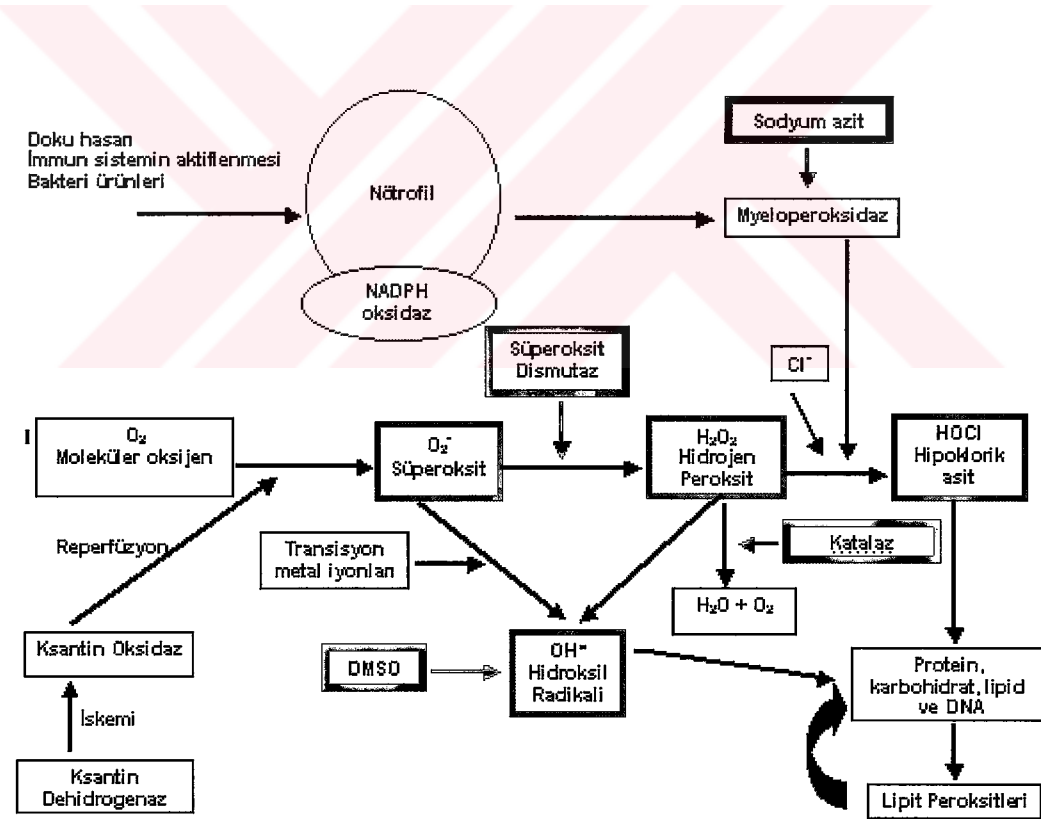 Doku hasarı
İmmun sistemin aktiflenmesi
Bakteri ürünleri
Nötrofil
NADPH
oksidaz
Sodyum azit
Myeloperoksidaz
Süperoksit
Dismutaz
Cl⁻
O₂
Moleküler oksijen
O₂⁻
Süperoksit
H₂O₂
Hidrojen
Peroksit
HOCl
Hipoklorik
asit
Reperfüzyon
Transisyon
metal iyonları
Katalaz
H₂O + O₂
Ksantin Oksidaz
DMSO
OH•
Hidroksil
Radikali
Protein,
karbohidrat, lipid
ve DNA
İskemi
Ksantin
Dehidrogenaz
Lipit Peroksitleri